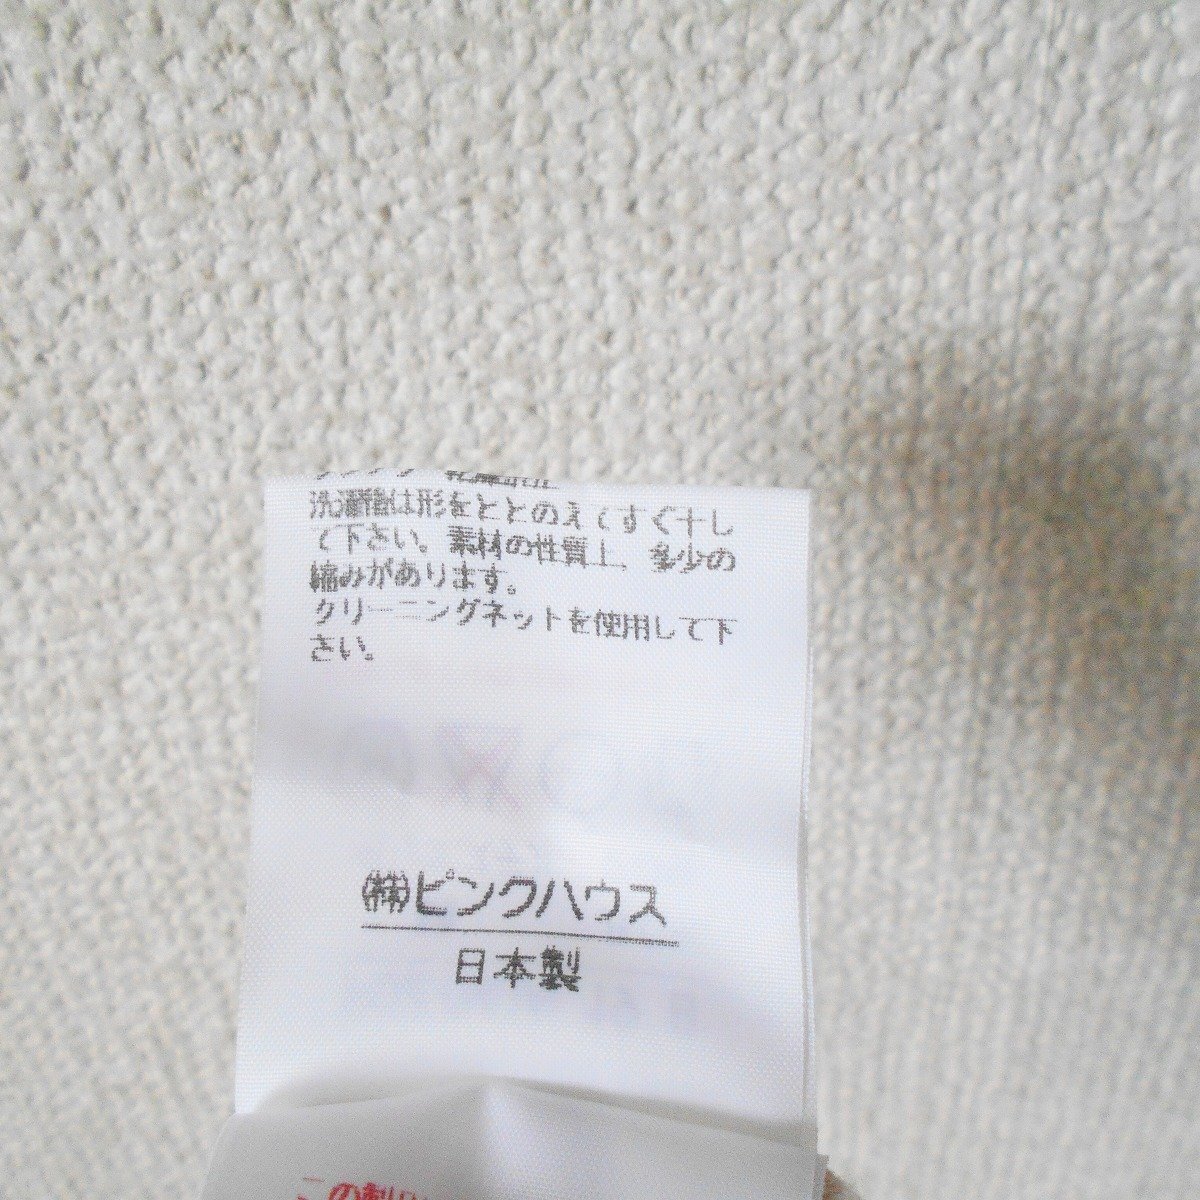 洗濯後は形をととのえてすぐ干し
て下さい。素材の性質上、多少の
縮みがあります。
クリーニングネットを使用して下
さい。
㈱ピンクハウス
日本製
この製